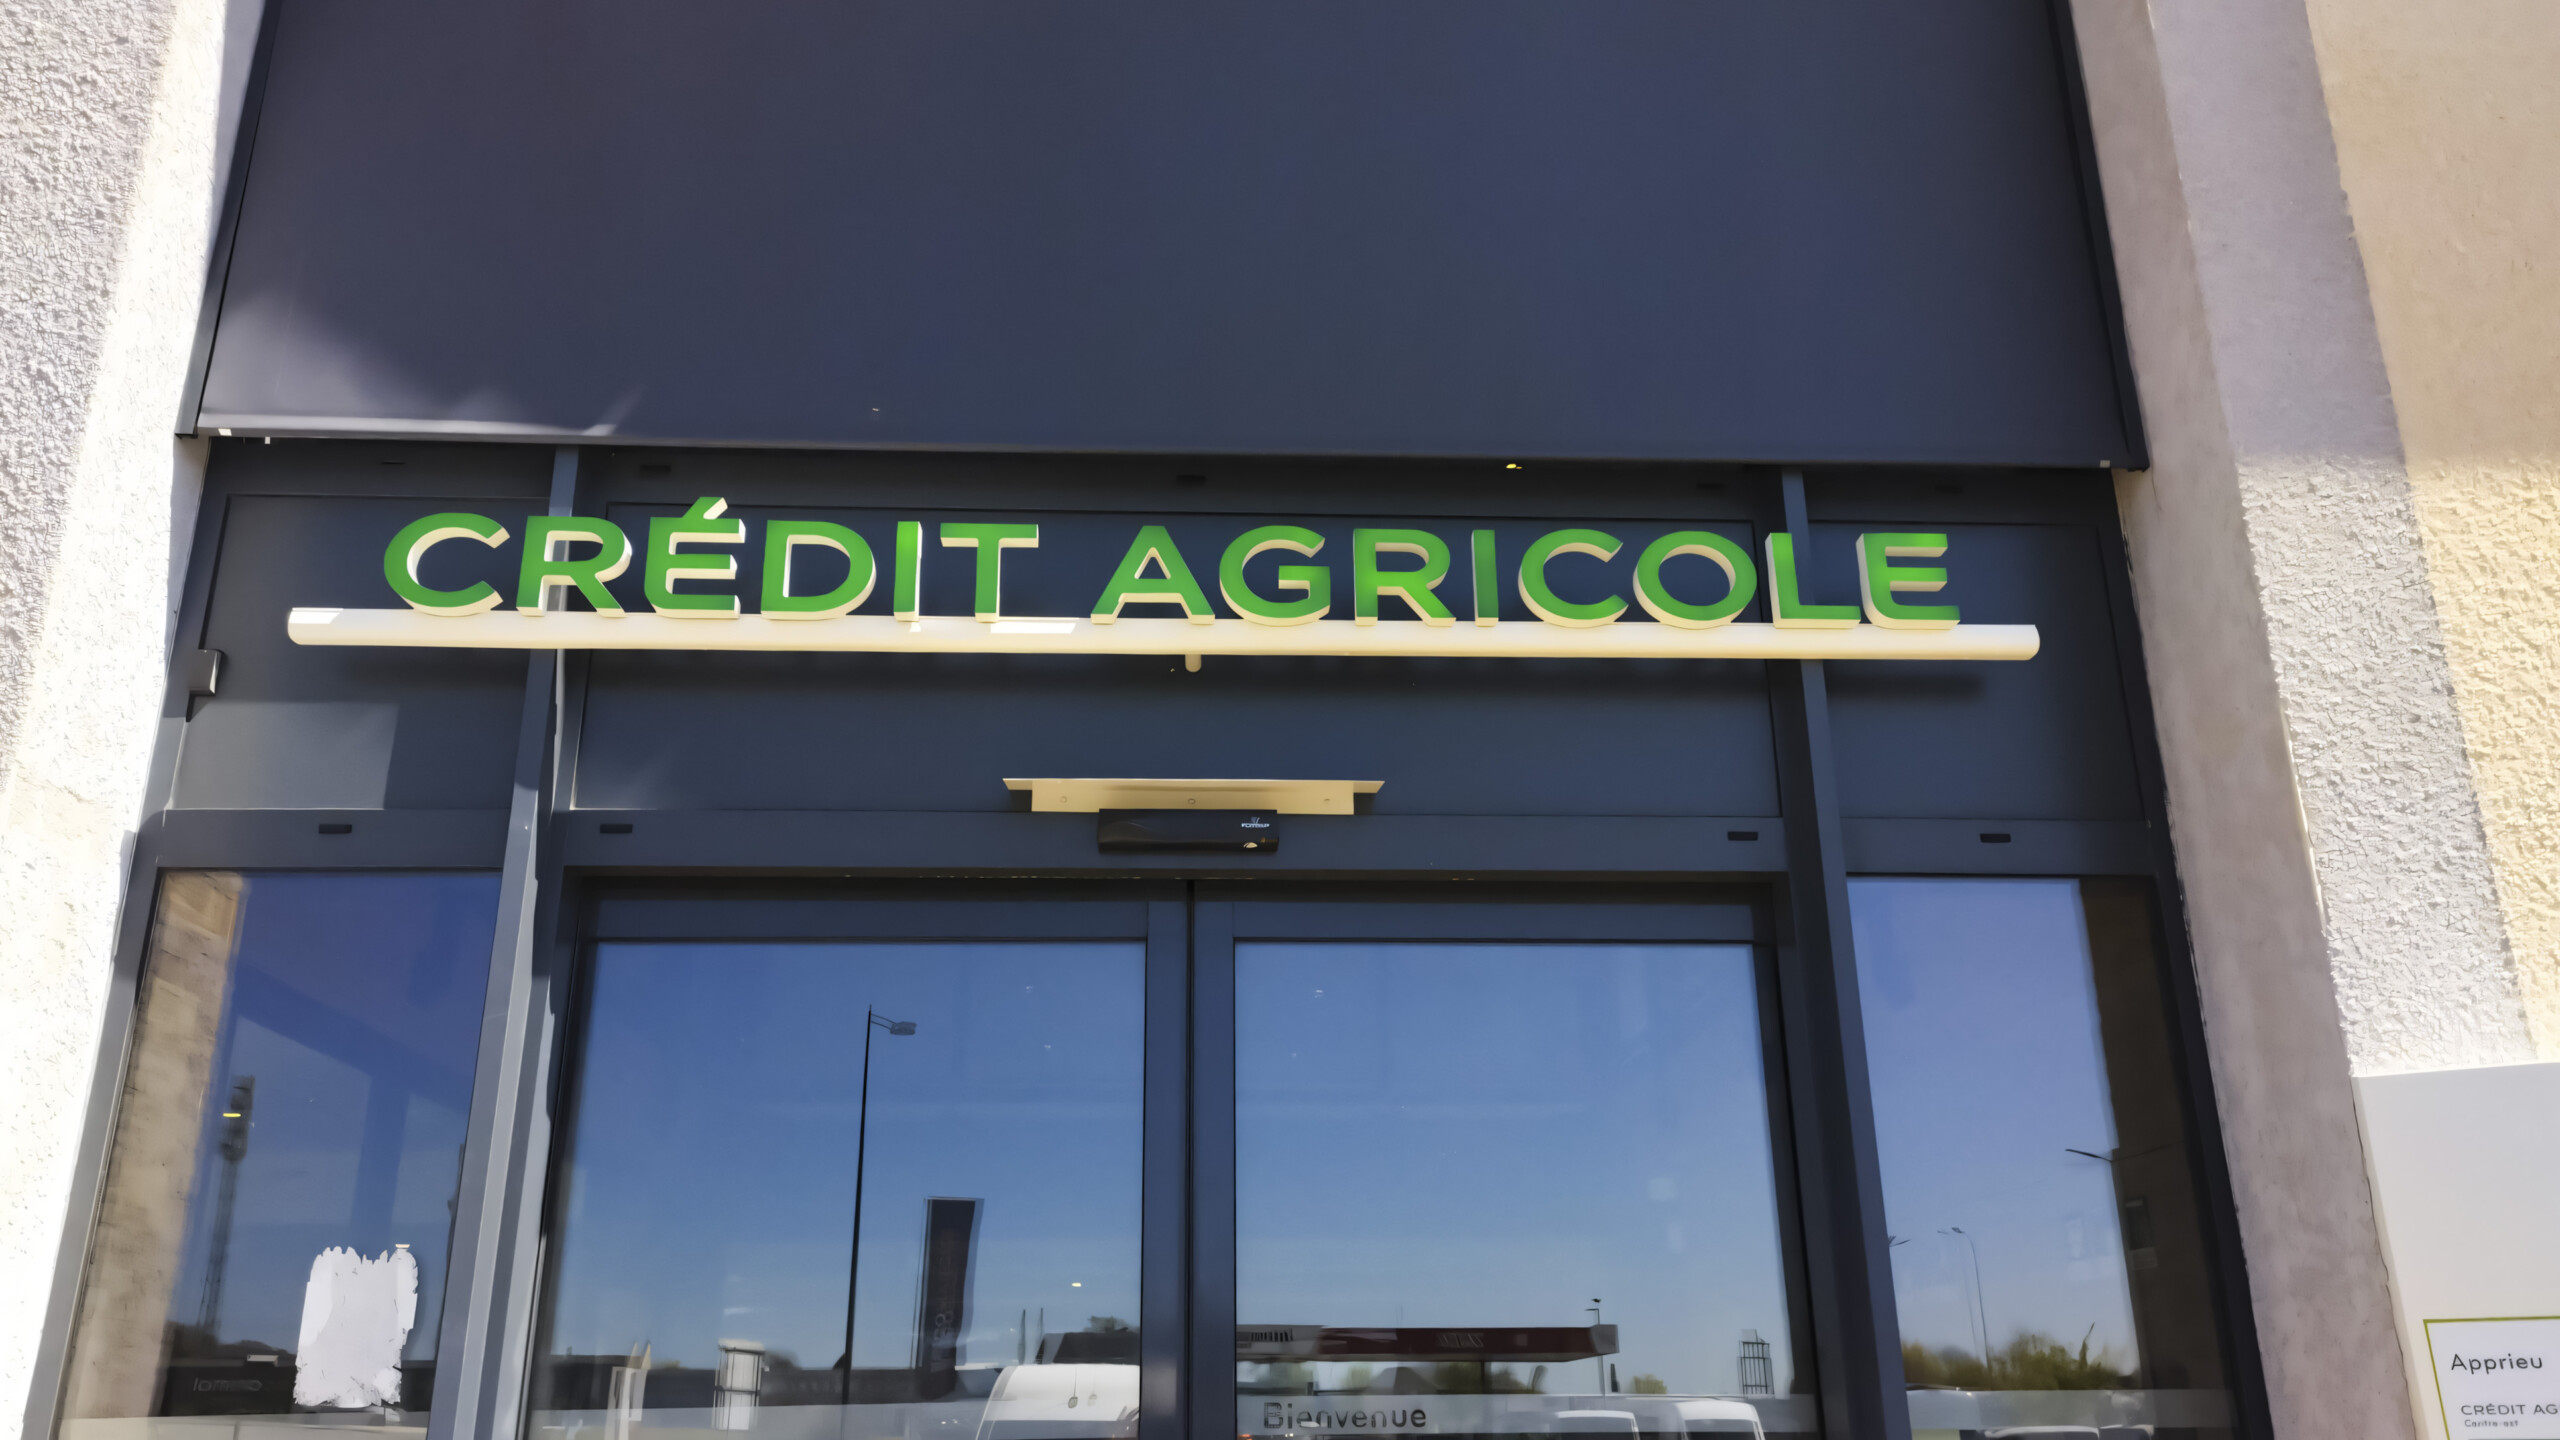 CRÉDIT AGRICOLE
Bienvenue
Apprieu
CRÉDIT AG